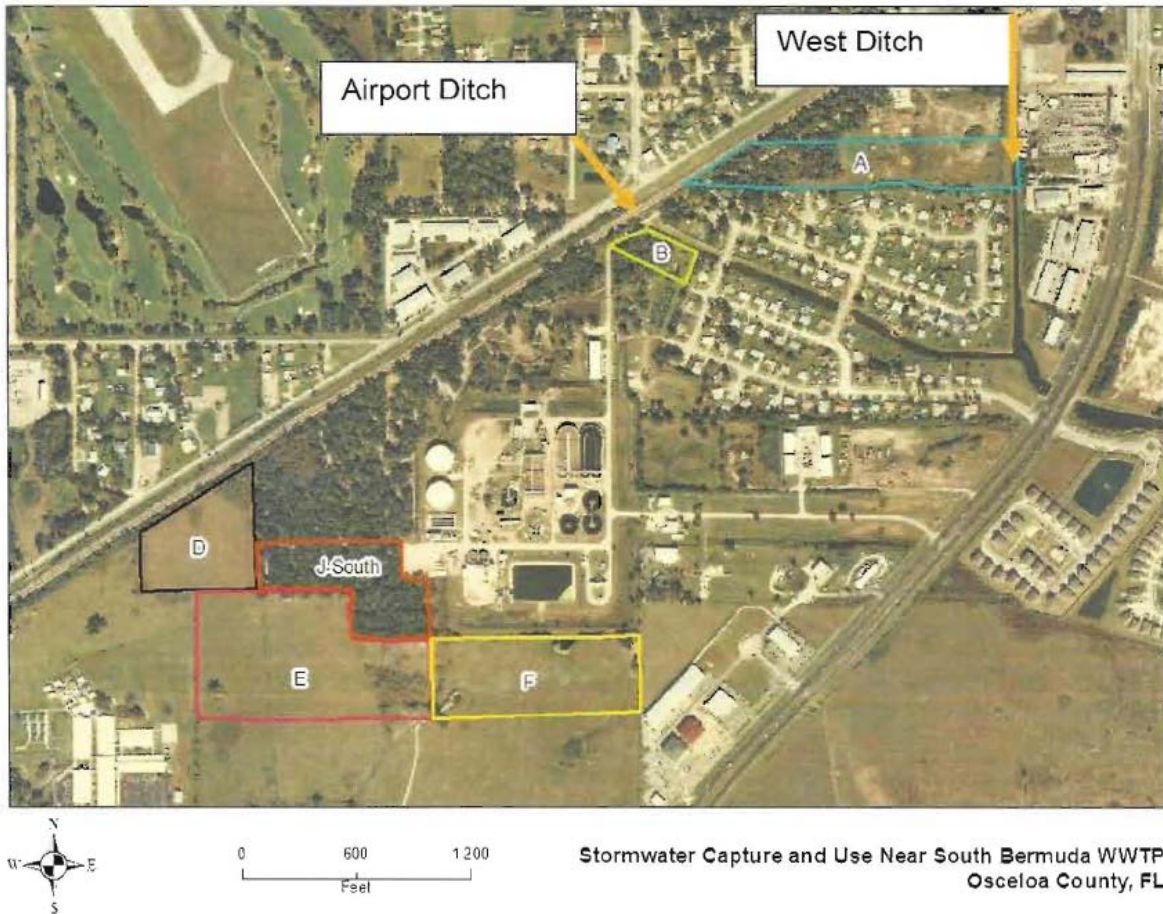 West Ditch
Airport Ditch
A
B
D
J-South
E
F
N
W E
S
0 600 1200
Feet
Stormwater Capture and Use Near South Bermuda WWTP
Osceloa County, FL